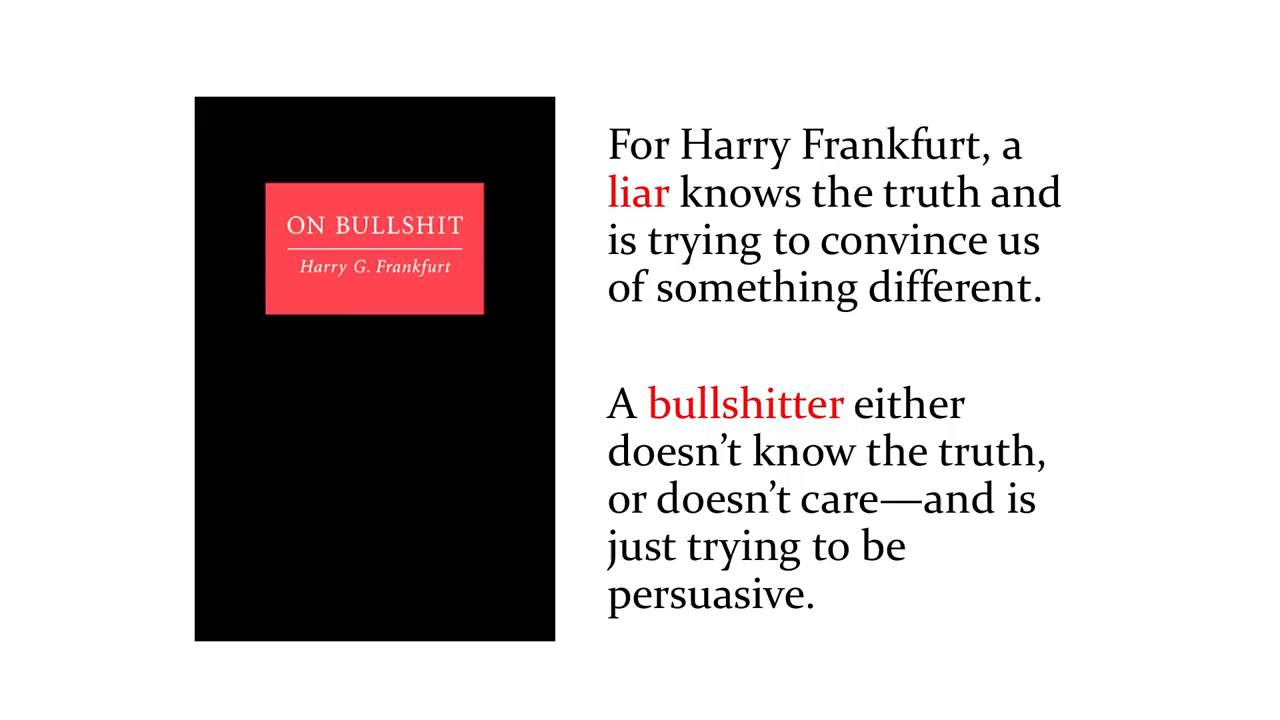 ON BULLSHIT
Harry G. Frankfurt
For Harry Frankfurt, a
liar knows the truth and
is trying to convince us
of something different.
A bullshitter either
doesn’t know the truth,
or doesn’t care—and is
just trying to be
persuasive.